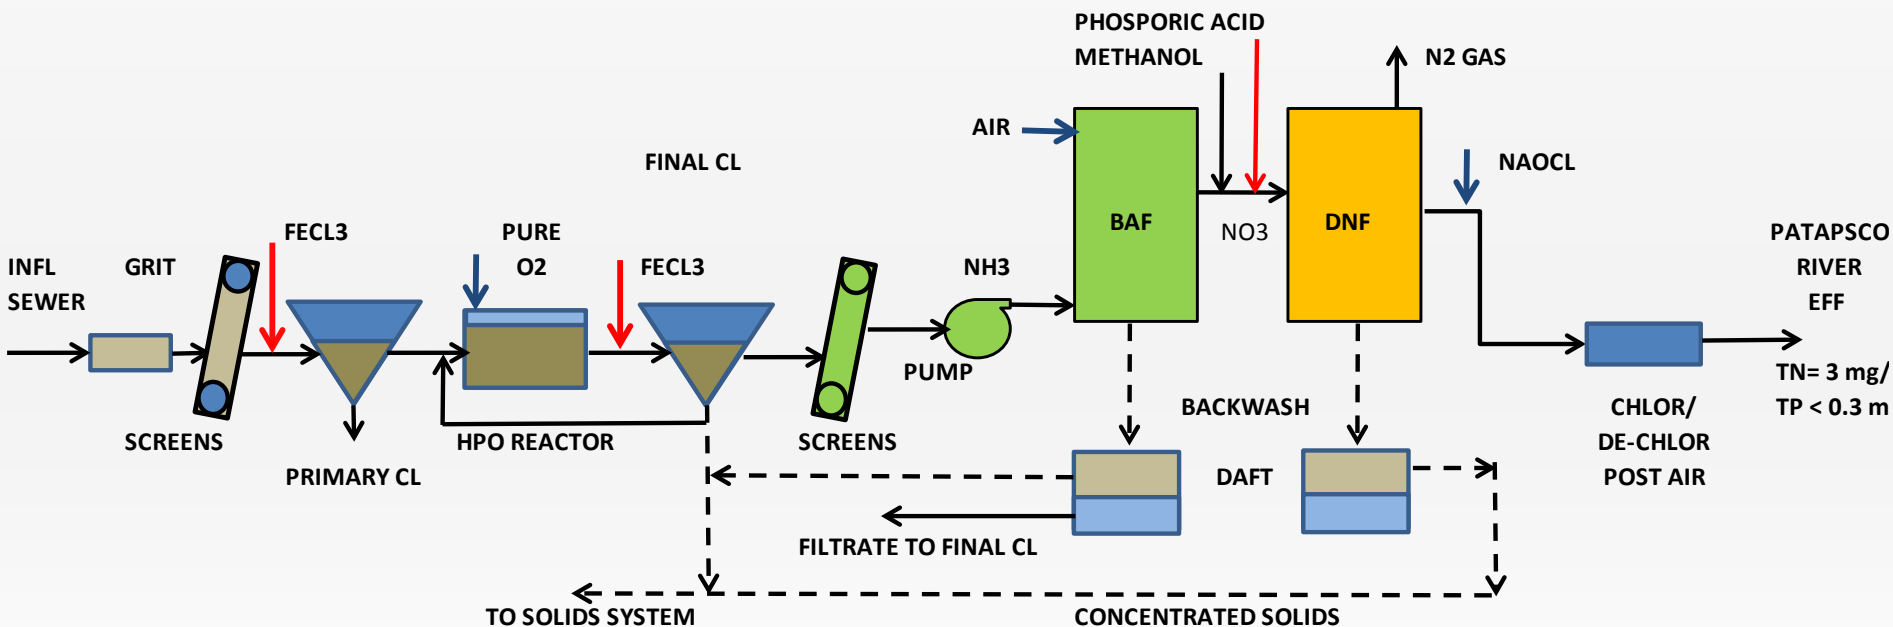 PHOSPORIC ACID
METHANOL
N2 GAS
AIR
FINAL CL
NAOCL
BAF
NO3
DNF
FECL3
PURE
O2
FECL3
PATAPSCO
RIVER
EFF
INFL
SEWER
GRIT
NH3
PUMP
TN= 3 mg/
TP < 0.3 m
SCREENS
HPO REACTOR
SCREENS
BACKWASH
CHLOR/
DE-CHLOR
POST AIR
PRIMARY CL
DAFT
FILTRATE TO FINAL CL
TO SOLIDS SYSTEM
CONCENTRATED SOLIDS